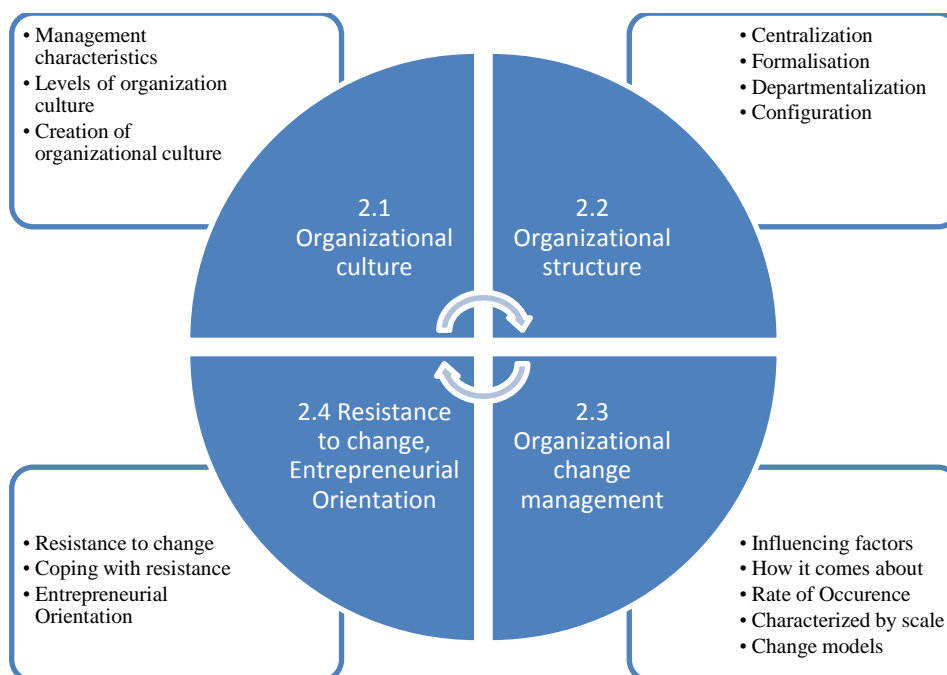 • Management
characteristics
• Levels of organization
culture
• Creation of
organizational culture
• Centralization
• Formalisation
• Departmentalization
• Configuration
2.1
Organizational
culture
2.2
Organizational
structure
2.4 Resistance
to change,
Entrepreneurial
Orientation
2.3
Organizational
change
management
• Resistance to change
• Coping with resistance
• Entrepreneurial
Orientation
• Influencing factors
• How it comes about
• Rate of Occurence
• Characterized by scale
• Change models